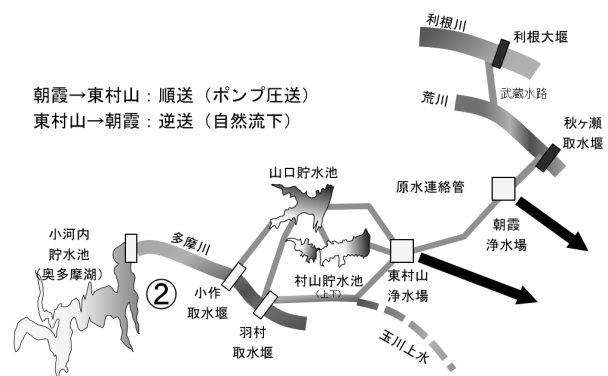 利根川
利根大堰
朝霞→東村山：順送（ポンプ圧送）
東村山→朝霞：逆送（自然流下）
荒川
武蔵水路
秋ヶ瀬
取水堰
山口貯水池
原水連絡管
朝霞
浄水場
小河内
貯水池
（奥多摩湖）
多摩川
②
小作
取水堰
羽村
取水堰
村山貯水池
（上下）
東村山
浄水場
玉川上水